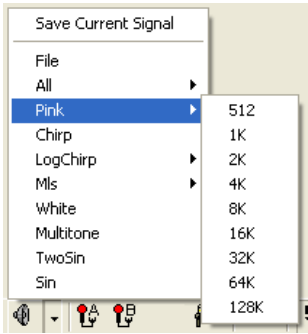 Save Current Signal
File
All
Pink
Chirp
LogChirp
Mls
White
Multitone
TwoSin
Sin
512
1K
2K
4K
8K
16K
32K
64K
128K
A B